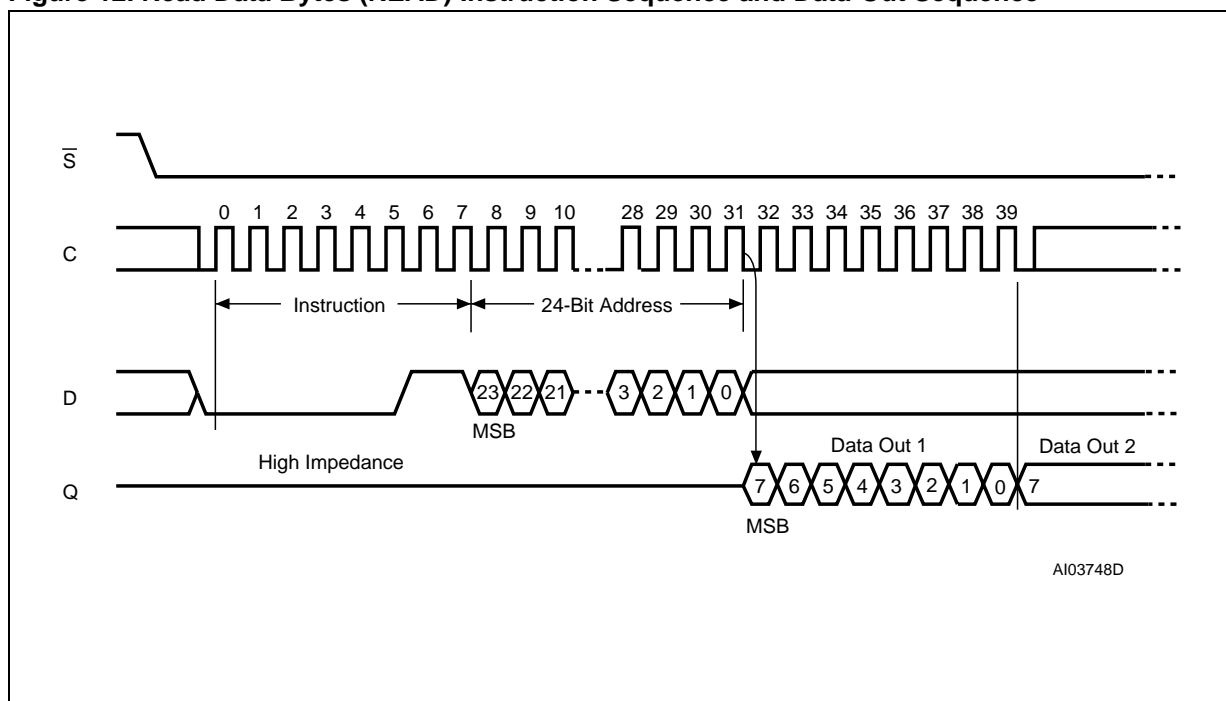 Read Data Bytes (READ) Instruction Sequence and Data-Out Sequence
S
0 1 2 3 4 5 6 7 8 9 10 28 29 30 31 32 33 34 35 36 37 38 39
C
Instruction 24-Bit Address
D 23 22 21 3 2 1 0
MSB
High Impedance Data Out 1 Data Out 2
Q 7 6 5 4 3 2 1 0 7
MSB
AI03748D